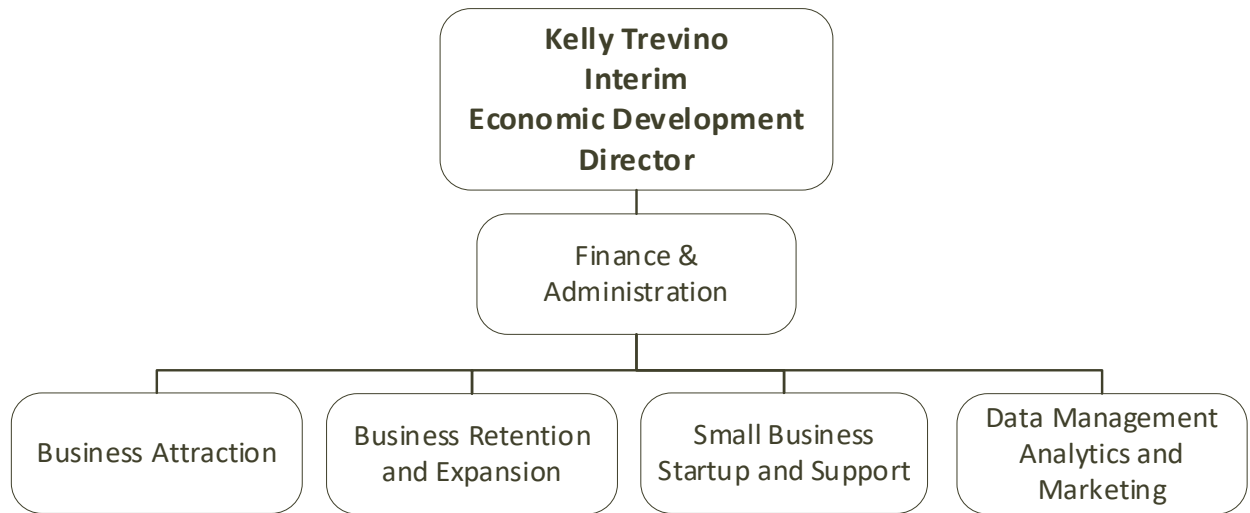 Kelly Trevino
Interim
Economic Development
Director
Finance &
Administration
Business Attraction
Business Retention
and Expansion
Small Business
Startup and Support
Data Management
Analytics and
Marketing